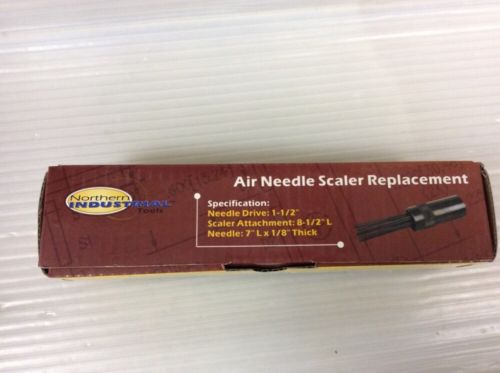 Northern
INDUSTRIAL
Tools
Air Needle Scaler Replacement
Specification:
Needle Drive: 1-1/2"
Scaler Attachment: 8-1/2" L
Needle: 7" L x 1/8" Thick